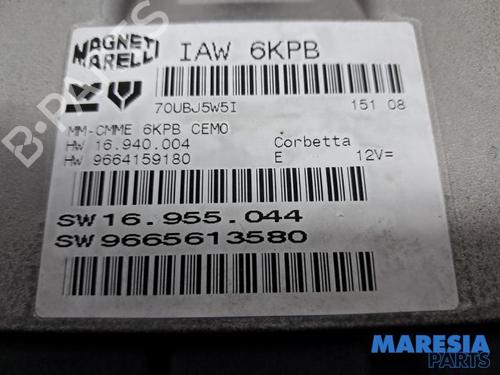 MAGNETI MARELLI
IAW 6KPB
70UBJ5W5I 151 08
MM-CMME 6KPB CEM0
HW 16.940.004 Corbetta
HW 9664159180 E 12V=
SW 16.955.044
SW 9665613580
B-PARTS
MARESIA
PARTS